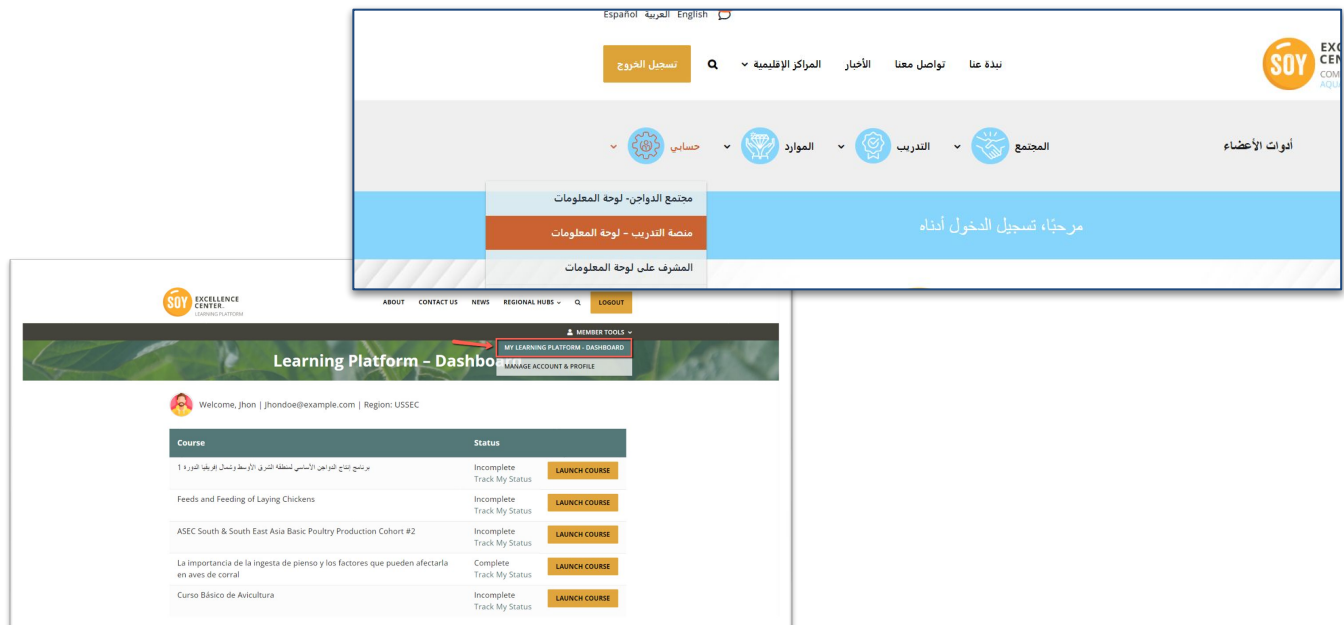 Español العربية English
نبذة عنا تواصل معنا الأخبار المراكز الإقليمية تسجيل الخروج
SOY
أدوات الأعضاء
المجتمع التدريب الموارد حسابي
مجتمع الدواجن- لوحة المعلومات
منصة التدريب – لوحة المعلومات
المشرف على لوحة المعلومات
مرحبًا، تسجيل الدخول أدناه
SOY EXCELLENCE
CENTER.
LEARNING PLATFORM
ABOUT CONTACT US NEWS REGIONAL HUBS LOGOUT
MEMBER TOOLS
MY LEARNING PLATFORM - DASHBOARD
MANAGE ACCOUNT & PROFILE
Learning Platform – Dashboard
Welcome, Jhon | Jhondoe@example.com | Region: USSEC
Course Status
برنامج إنتاج الدواجن الأساسي لمنطقة الشرق الأوسط وشمال إفريقيا الدورة 1 Incomplete LAUNCH COURSE
Track My Status
Feeds and Feeding of Laying Chickens Incomplete LAUNCH COURSE
Track My Status
ASEC South & South East Asia Basic Poultry Production Cohort #2 Incomplete LAUNCH COURSE
Track My Status
La importancia de la ingesta de pienso y los factores que pueden afectarla Complete LAUNCH COURSE
en aves de corral Track My Status
Curso Básico de Avicultura Incomplete LAUNCH COURSE
Track My Status